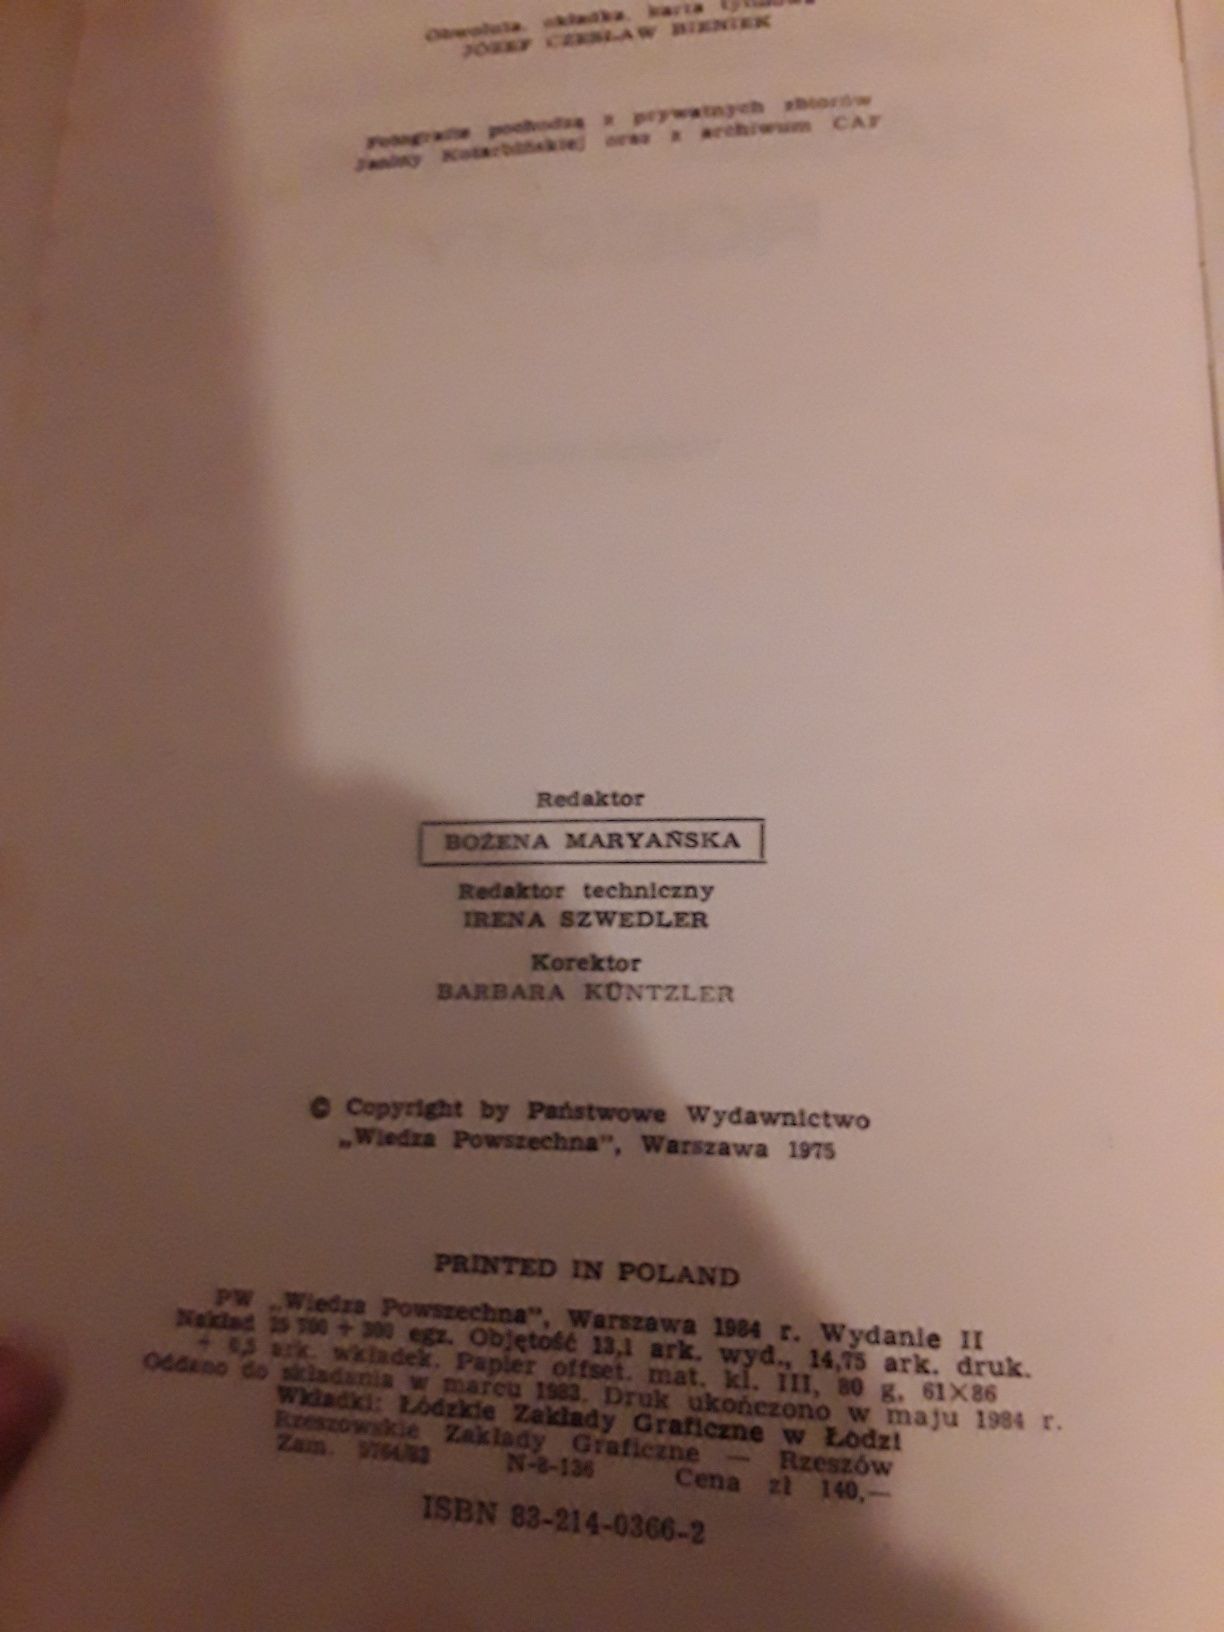 Obwoluta, okładka, karta tytułowa
JÓZEF CZESŁAW BIENIEK
Fotografie pochodzą z prywatnych zbiorów
Janiny Kotarbińskiej oraz z archiwum CAF
Redaktor
BOŻENA MARYAŃSKA
Redaktor techniczny
IRENA SZWEDLER
Korektor
BARBARA KÜNTZLER
© Copyright by Państwowe Wydawnictwo
„Wiedza Powszechna”, Warszawa 1975
PRINTED IN POLAND
PW „Wiedza Powszechna”, Warszawa 1984 r. Wydanie II
Nakład + 300 egz. Objętość 13,1 ark. wyd., 14,75 ark. druk.
+ ark. wkładek. Papier offset. mat. kl. III, 80 g, 61×86
Oddano do składania w marcu 1983. Druk ukończono w maju 1984 r.
Wkładki: Łódzkie Zakłady Graficzne w Łodzi
Rzeszowskie Zakłady Graficzne — Rzeszów
Zam. N-8-136 Cena zł 140,—
ISBN 83-214-0366-2